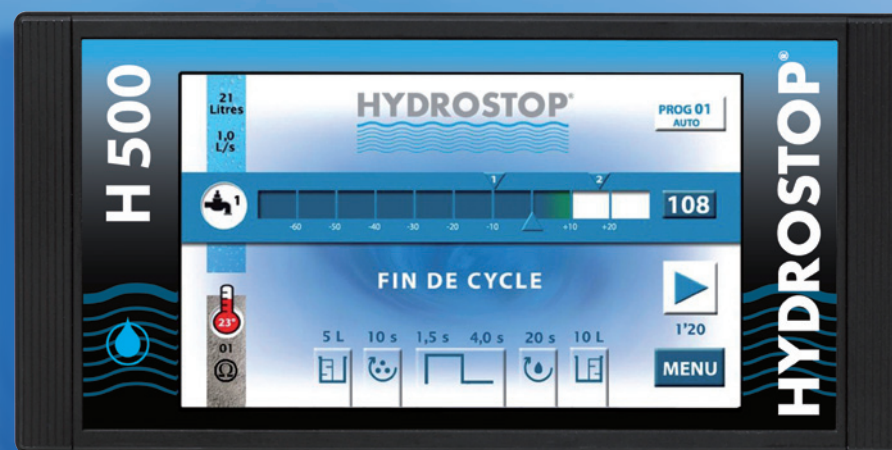 H500
21
Litres
1,0
L/s
HYDROSTOP®
PROG 01
AUTO
1
1
2
108
-60 -50 -40 -30 -20 -10 +10 +20
FIN DE CYCLE
23°
01
Ω
5 L 10 s 1,5 s 4,0 s 20 s 10 L
1'20
MENU
HYDROSTOP®